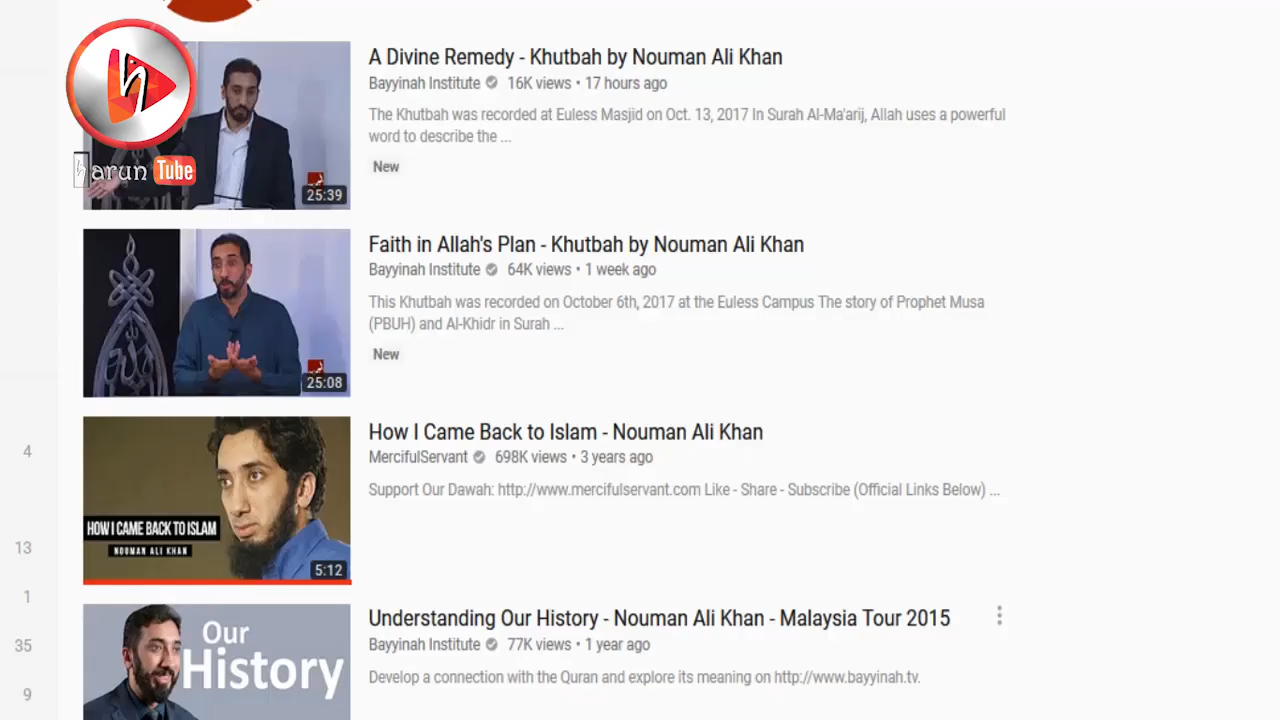 A Divine Remedy - Khutbah by Nouman Ali Khan
Bayyinah Institute 16K views • 17 hours ago
The Khutbah was recorded at Euless Masjid on Oct. 13, 2017 In Surah Al-Ma'arij, Allah uses a powerful
word to describe the ...
New
h
harun Tube
25:39
Faith in Allah's Plan - Khutbah by Nouman Ali Khan
Bayyinah Institute 64K views • 1 week ago
This Khutbah was recorded on October 6th, 2017 at the Euless Campus The story of Prophet Musa
(PBUH) and Al-Khidr in Surah ...
New
25:08
How I Came Back to Islam - Nouman Ali Khan
MercifulServant 698K views • 3 years ago
Support Our Dawah: http://www.mercifulservant.com Like - Share - Subscribe (Official Links Below) ...
HOW I CAME BACK TO ISLAM
NOUMAN ALI KHAN
5:12
4
13
1
35
9
Understanding Our History - Nouman Ali Khan - Malaysia Tour 2015
Bayyinah Institute 77K views • 1 year ago
Develop a connection with the Quran and explore its meaning on http://www.bayyinah.tv.
Our
History